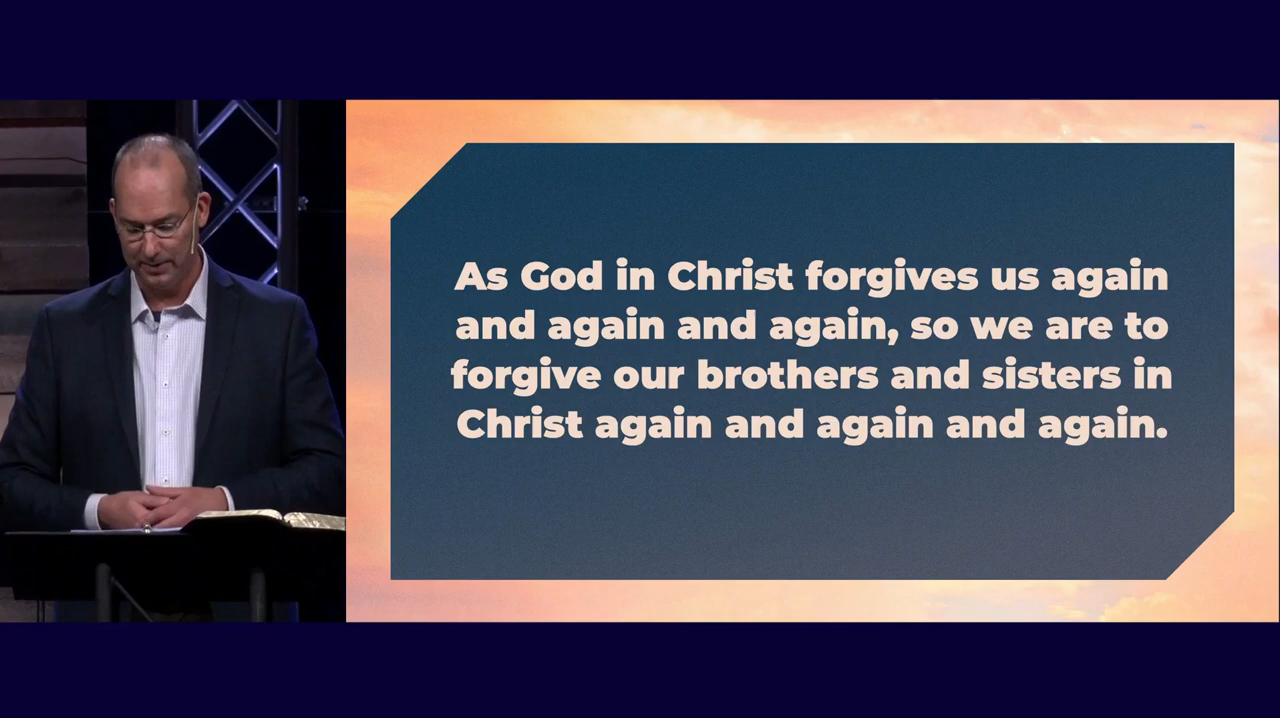 As God in Christ forgives us again
and again and again, so we are to
forgive our brothers and sisters in
Christ again and again and again.